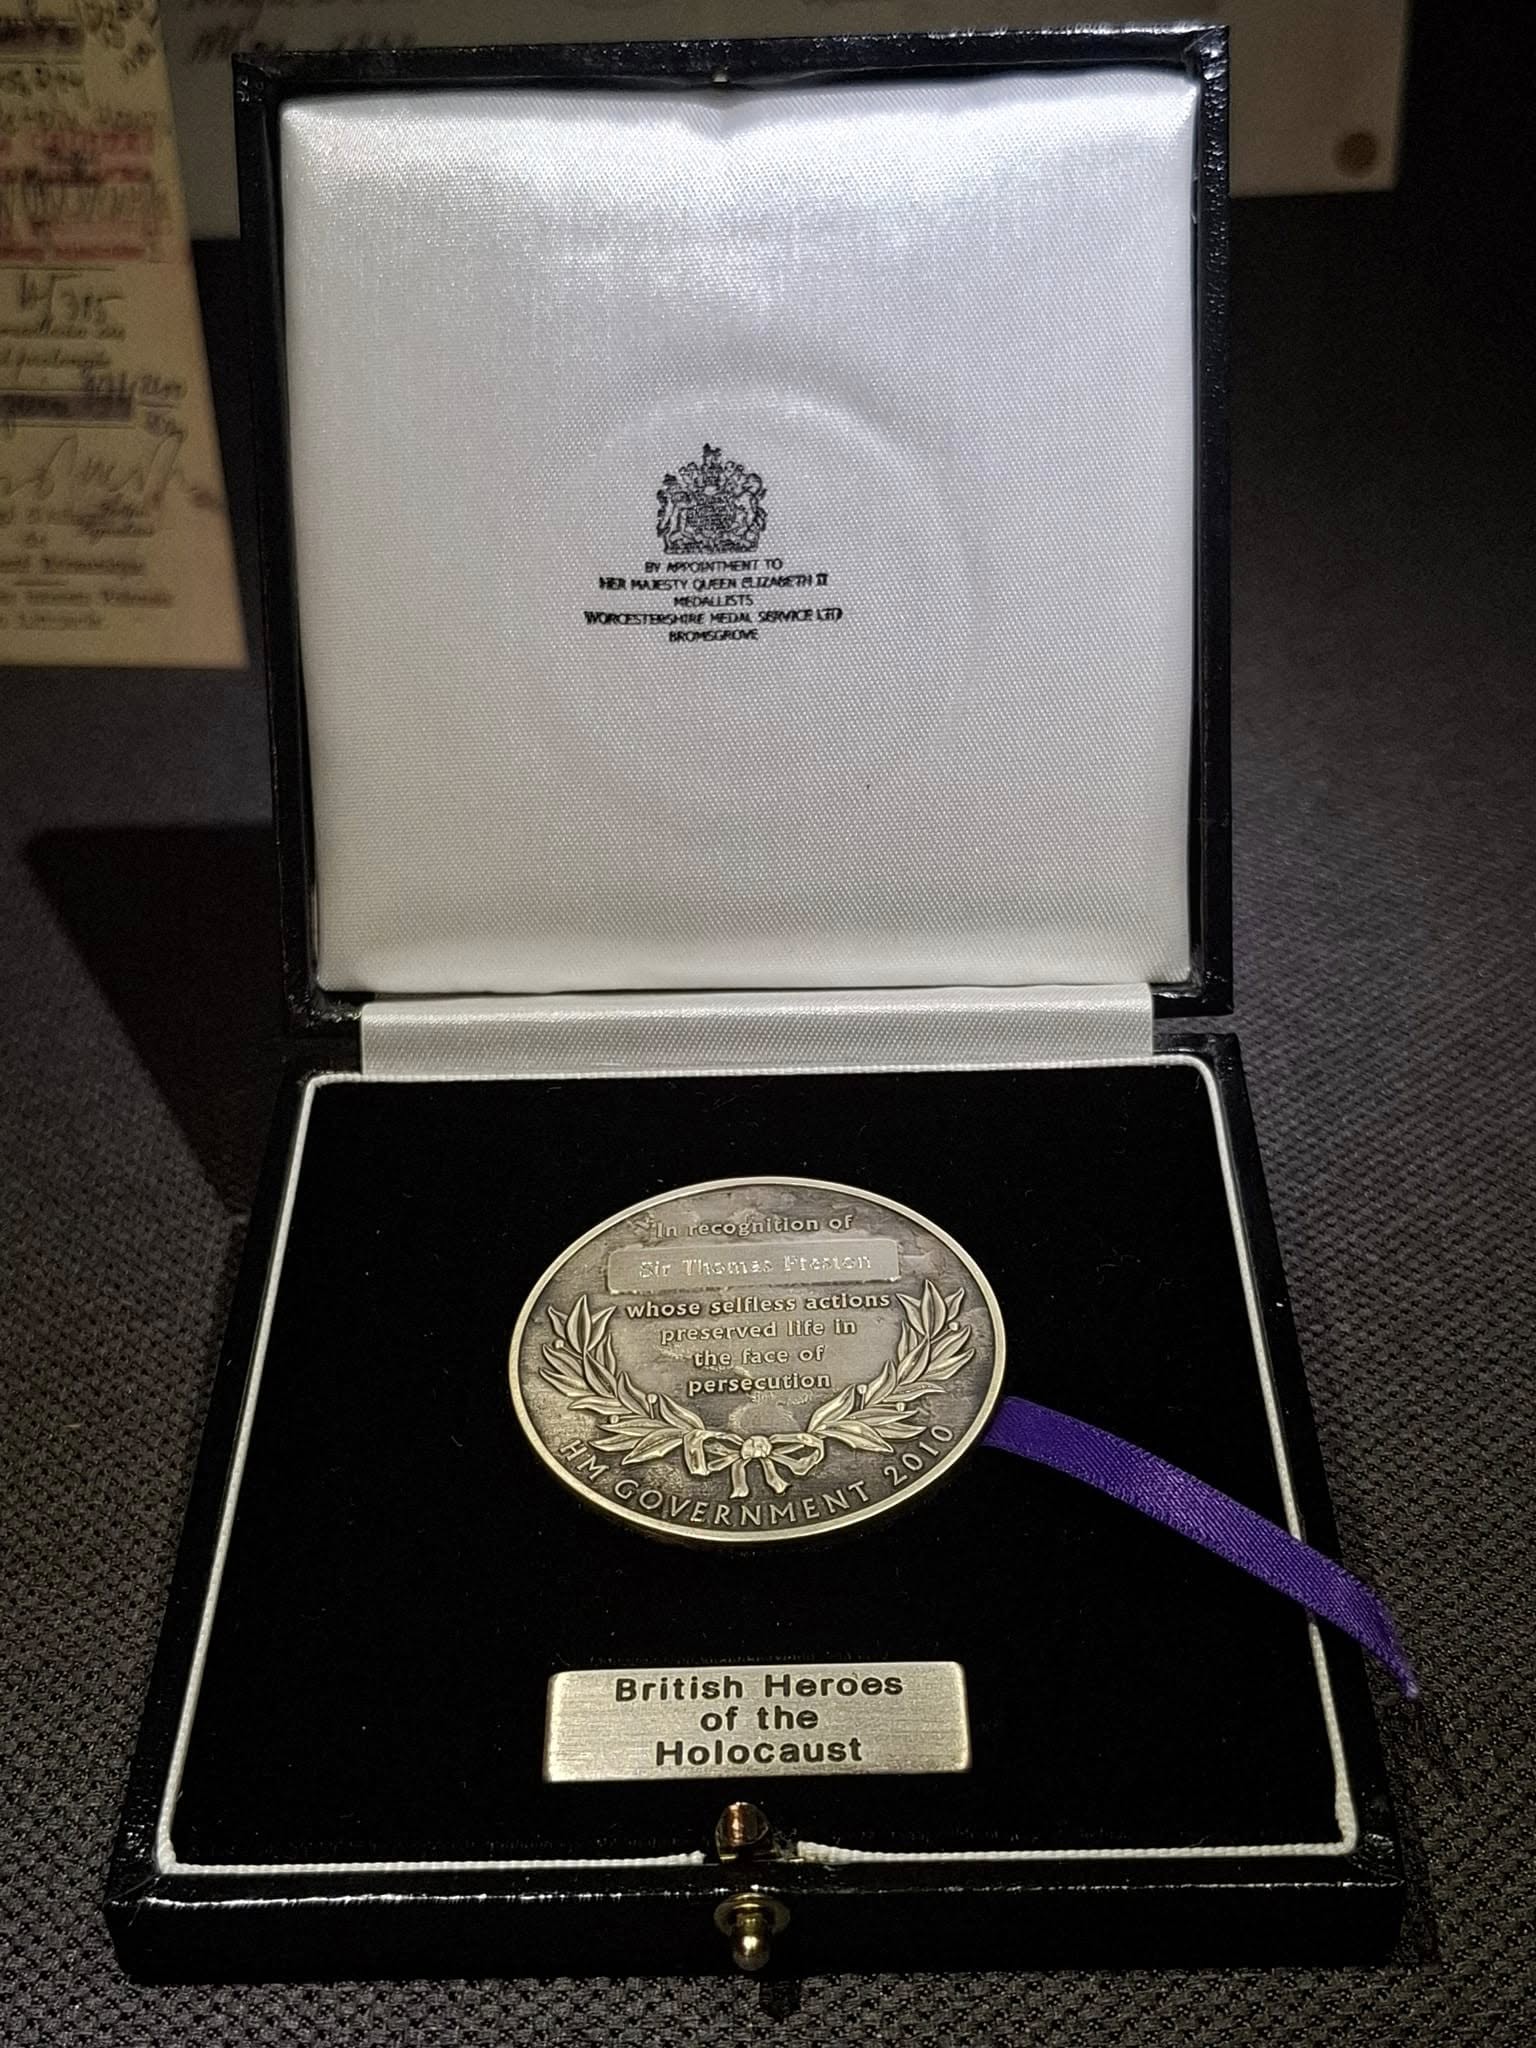 BY APPOINTMENT TO
HER MAJESTY QUEEN ELIZABETH II
MEDALLISTS
WORCESTERSHIRE MEDAL SERVICE LTD
BROMSGROVE
In recognition of
Sir Thomas Preston
whose selfless actions
preserved life in
the face of
persecution
HM GOVERNMENT 2010
British Heroes
of the
Holocaust
315